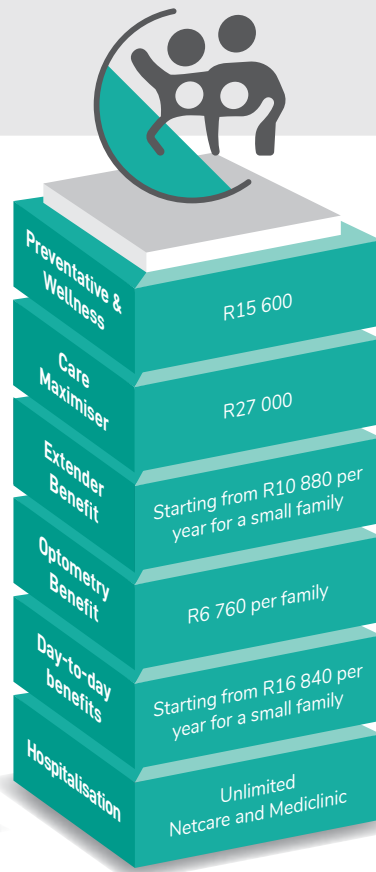 Preventative &
Wellness
R15 600
Care
Maximiser
R27 000
Extender
Benefit
Starting from R10 880 per
year for a small family
Optometry
Benefit
R6 760 per family
Day-to-day
benefits
Starting from R16 840 per
year for a small family
Hospitalisation
Unlimited
Netcare and Mediclinic